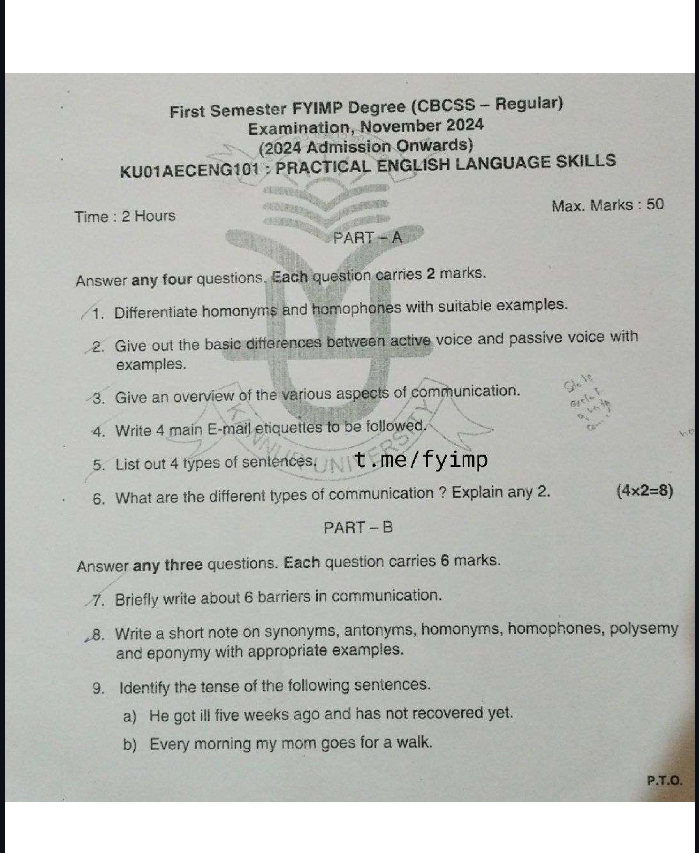 First Semester FYIMP Degree (CBCSS – Regular)
Examination, November 2024
(2024 Admission Onwards)
KU01AECENG101 : PRACTICAL ENGLISH LANGUAGE SKILLS
Time : 2 Hours
Max. Marks : 50
PART – A
Answer any four questions. Each question carries 2 marks.
1. Differentiate homonyms and homophones with suitable examples.
2. Give out the basic differences between active voice and passive voice with
examples.
3. Give an overview of the various aspects of communication.
4. Write 4 main E-mail etiquettes to be followed.
5. List out 4 types of sentences.
t.me/fyimp
KANNUR UNIVERSITY
6. What are the different types of communication ? Explain any 2.
(4×2=8)
PART – B
Answer any three questions. Each question carries 6 marks.
7. Briefly write about 6 barriers in communication.
8. Write a short note on synonyms, antonyms, homonyms, homophones, polysemy
and eponymy with appropriate examples.
9. Identify the tense of the following sentences.
a) He got ill five weeks ago and has not recovered yet.
b) Every morning my mom goes for a walk.
P.T.O.